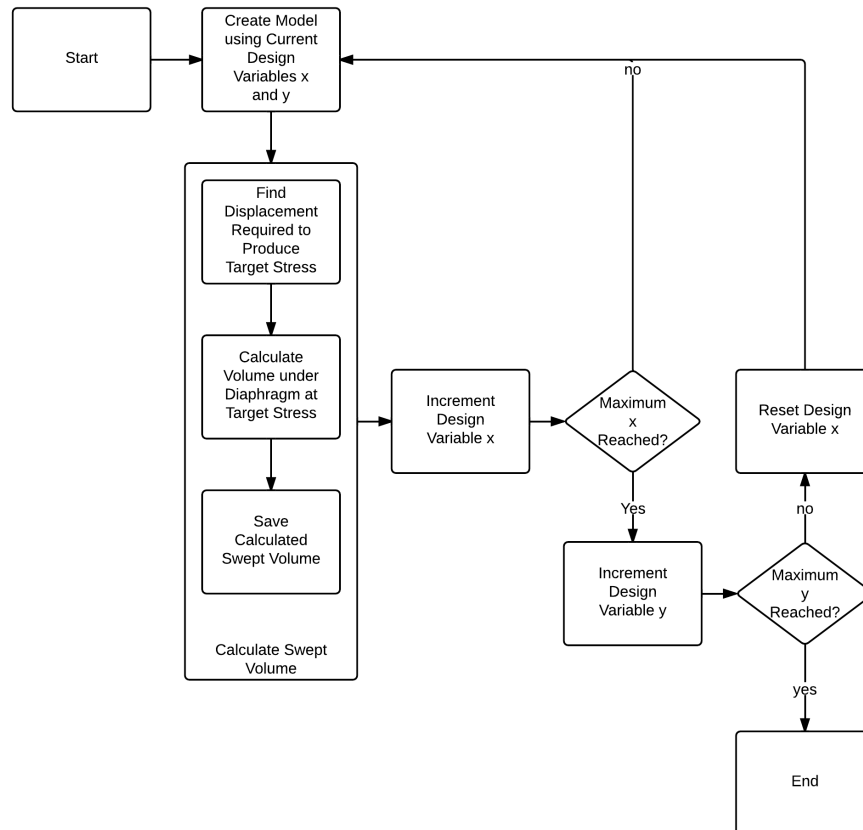 Start
Create Model
using Current
Design
Variables x
and y
no
Find
Displacement
Required to
Produce
Target Stress
Calculate
Volume under
Diaphragm at
Target Stress
Save
Calculated
Swept Volume
Calculate Swept
Volume
Increment
Design
Variable x
Maximum
x
Reached?
Yes
Increment
Design
Variable y
Maximum
y
Reached?
no
Reset Design
Variable x
yes
End